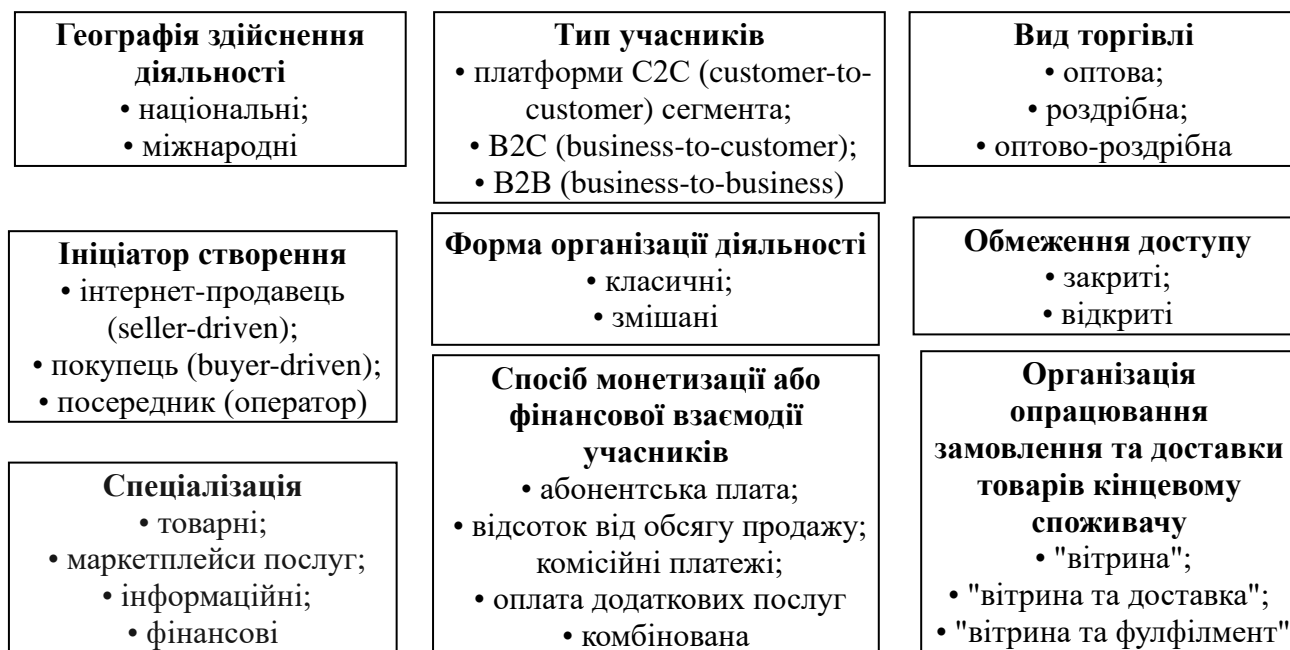 Географія здійснення
діяльності
• національні;
• міжнародні
Тип учасників
• платформи C2C (customer-to-
customer) сегмента;
• B2C (business-to-customer);
• B2B (business-to-business)
Вид торгівлі
• оптова;
• роздрібна;
• оптово-роздрібна
Ініціатор створення
• інтернет-продавець
(seller-driven);
• покупець (buyer-driven);
• посередник (оператор)
Форма організації діяльності
• класичні;
• змішані
Обмеження доступу
• закриті;
• відкриті
Спеціалізація
• товарні;
• маркетплейси послуг;
• інформаційні;
• фінансові
Спосіб монетизації або
фінансової взаємодії
учасників
• абонентська плата;
• відсоток від обсягу продажу;
комісійні платежі;
• оплата додаткових послуг
• комбінована
Організація
опрацювання
замовлення та доставки
товарів кінцевому
споживачу
• "вітрина";
• "вітрина та доставка";
• "вітрина та фулфілмент"